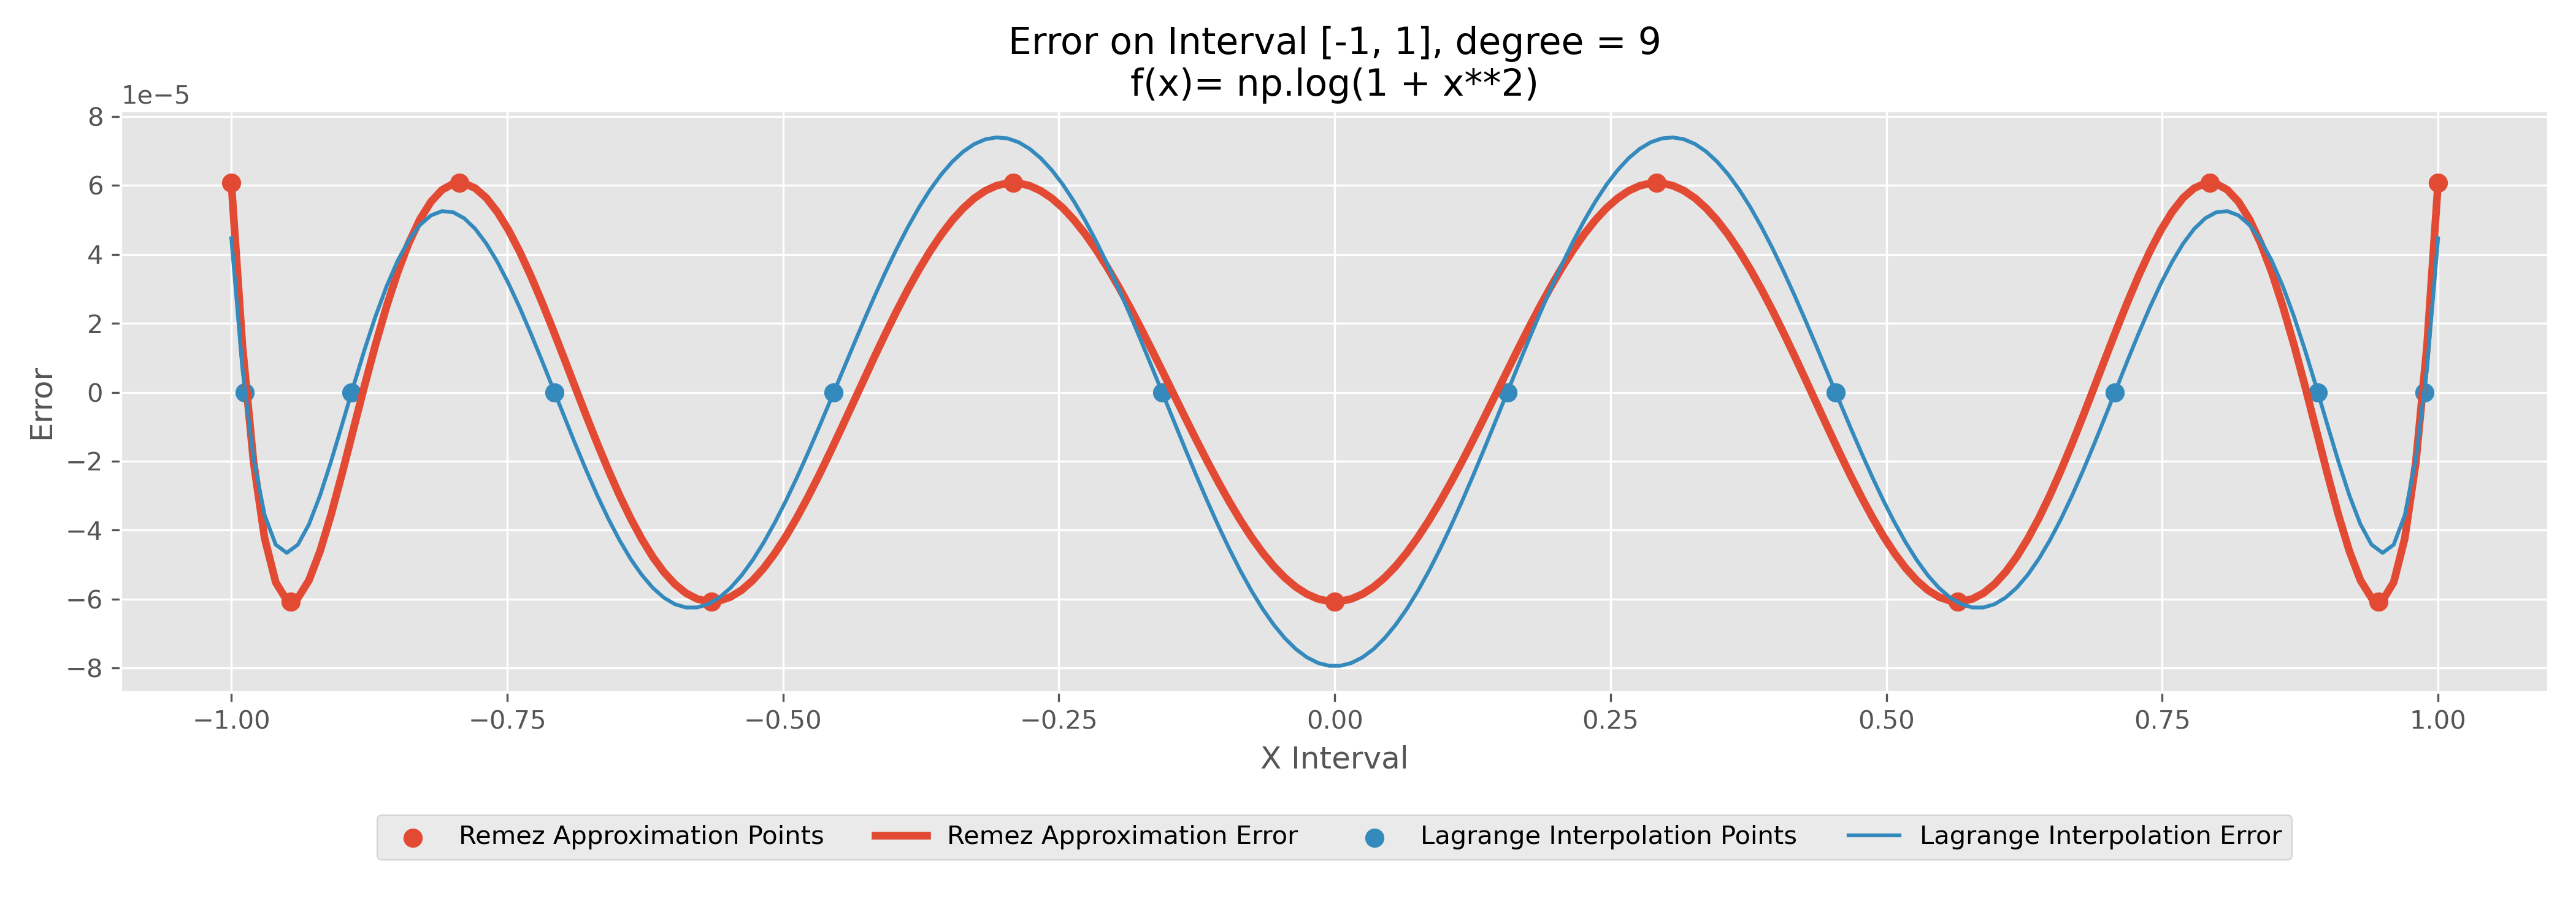 Error on Interval [-1, 1], degree = 9
f(x)= np.log(1 + x**2)
1e−5
8
6
4
2
0
−2
−4
−6
−8
Error
−1.00 −0.75 −0.50 −0.25 0.00 0.25 0.50 0.75 1.00
X Interval
Remez Approximation Points Remez Approximation Error Lagrange Interpolation Points Lagrange Interpolation Error